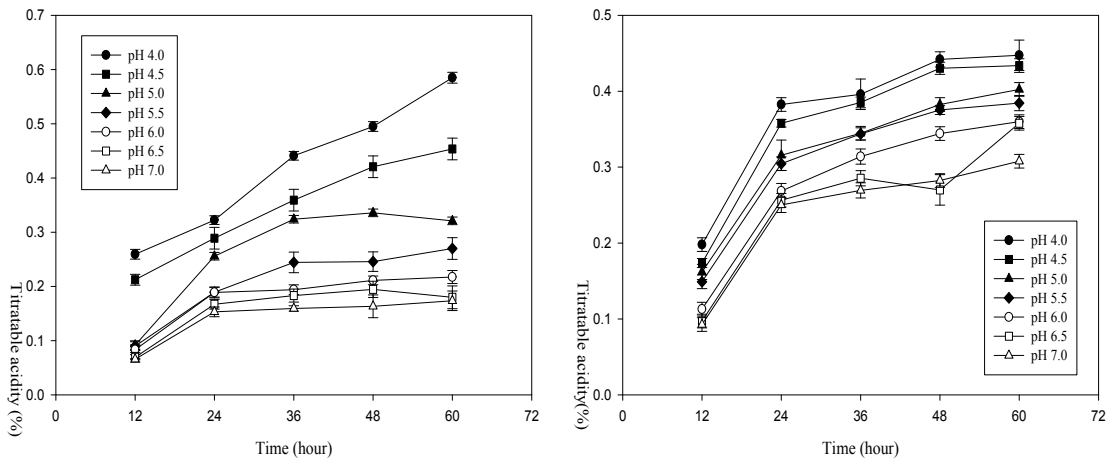 0.7
0.6
0.5
0.4
0.3
0.2
0.1
0.0
Titratable acidity (%)
pH 4.0
pH 4.5
pH 5.0
pH 5.5
pH 6.0
pH 6.5
pH 7.0
0 12 24 36 48 60 72
Time (hour)
0.5
0.4
0.3
0.2
0.1
0.0
Titratable acidity(%)
pH 4.0
pH 4.5
pH 5.0
pH 5.5
pH 6.0
pH 6.5
pH 7.0
0 12 24 36 48 60 72
Time (hour)